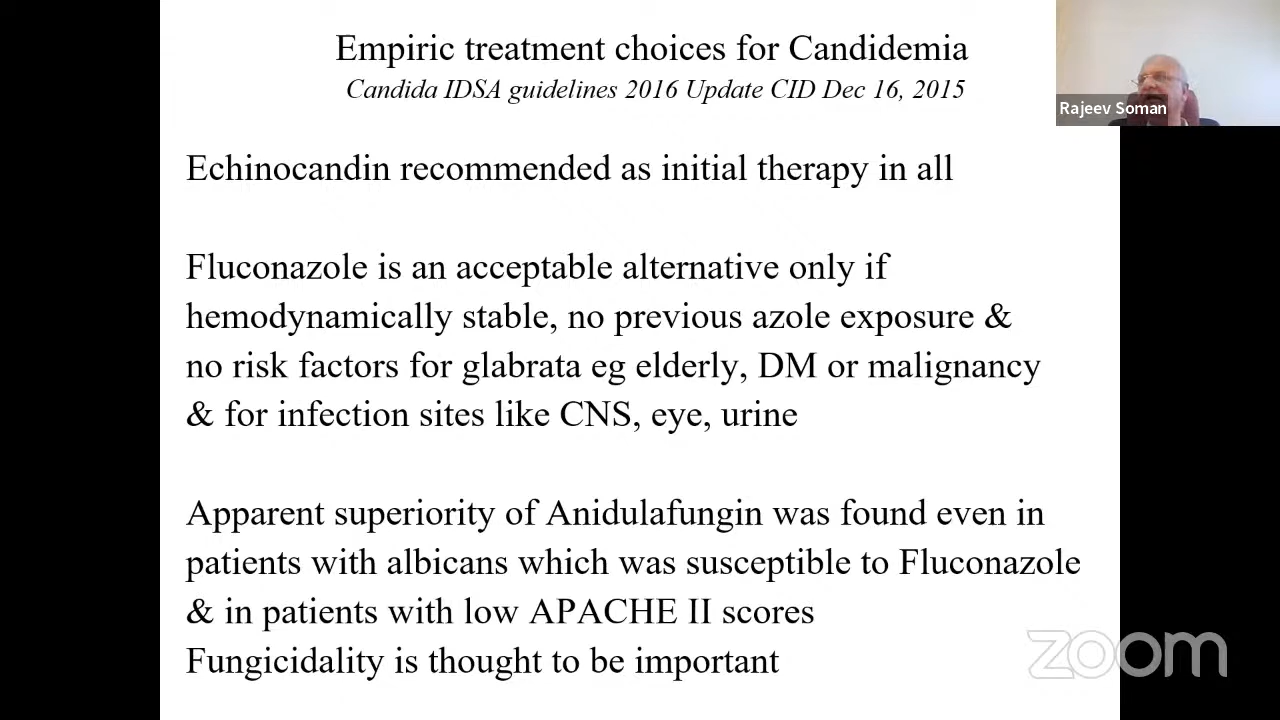 Empiric treatment choices for Candidemia
Candida IDSA guidelines 2016 Update CID Dec 16, 2015
Rajeev Soman
Echinocandin recommended as initial therapy in all
Fluconazole is an acceptable alternative only if
hemodynamically stable, no previous azole exposure &
no risk factors for glabrata eg elderly, DM or malignancy
& for infection sites like CNS, eye, urine
Apparent superiority of Anidulafungin was found even in
patients with albicans which was susceptible to Fluconazole
& in patients with low APACHE II scores
Fungicidality is thought to be important
zoom